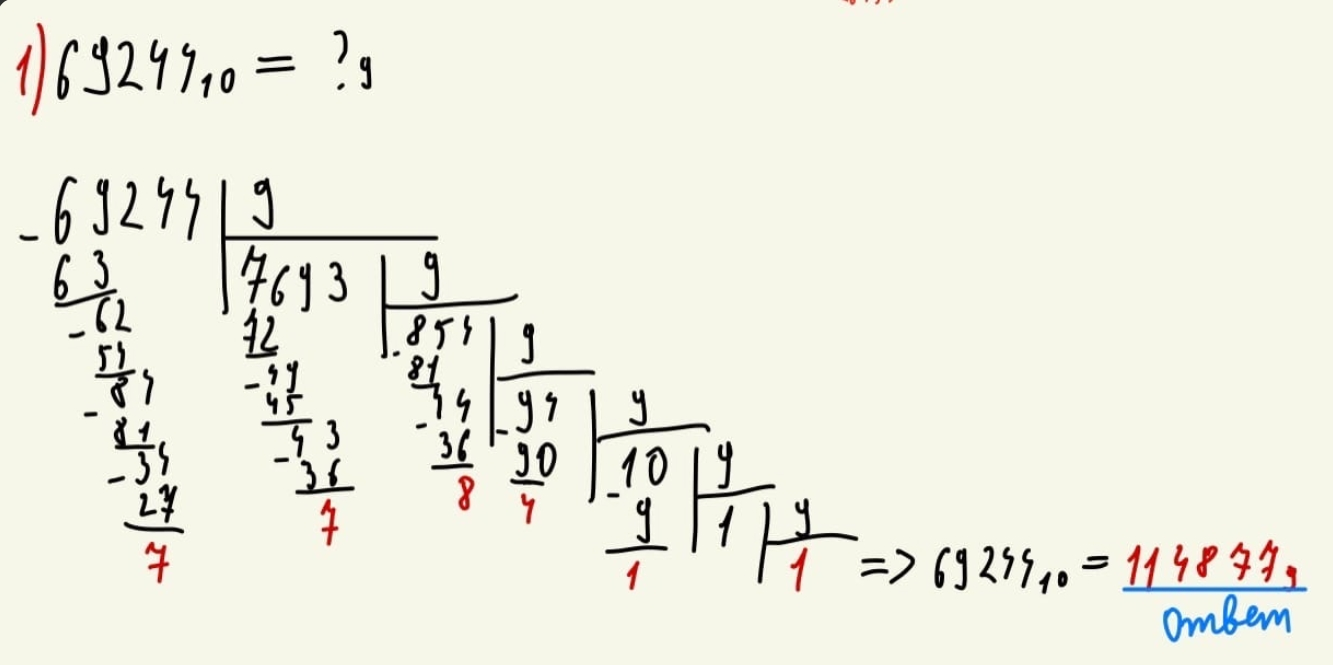 1) 69244₁₀ = ?₉
- 69244 | 9
63 7693 | 9
- 62 72 - 854 | 9
54 - 49 81 - 94 | 9
- 84 45 - 44 90 - 10 | 9
81 - 43 36 4 9 1 | 9
- 34 36 8 1 1 => 69244₁₀ = 114877₉
27 7 ответ
7